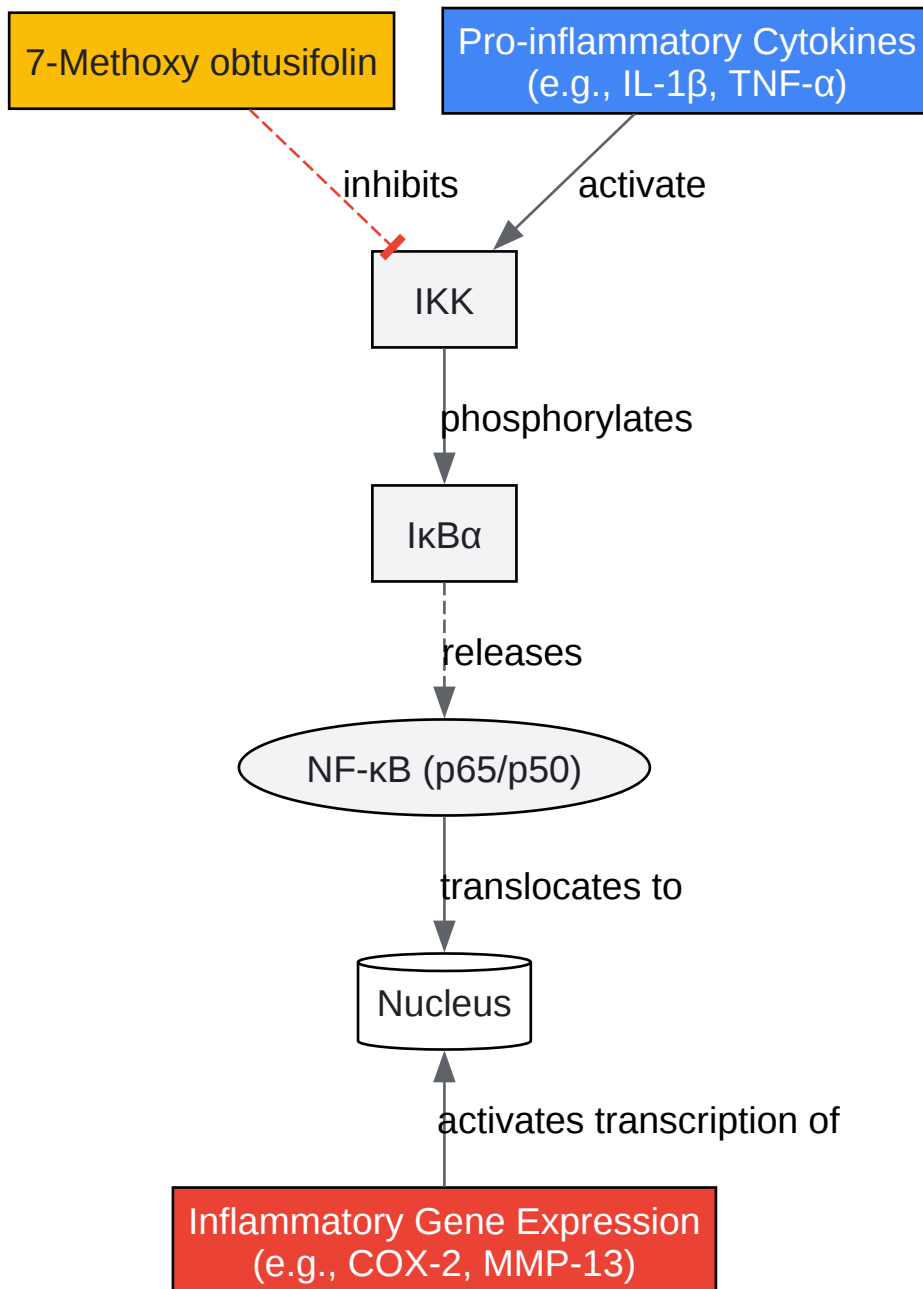 7-Methoxy obtusifolin
Pro-inflammatory Cytokines
(e.g., IL-1β, TNF-α)
inhibits
activate
IKK
phosphorylates
IκBα
releases
NF-κB (p65/p50)
translocates to
Nucleus
activates transcription of
Inflammatory Gene Expression
(e.g., COX-2, MMP-13)